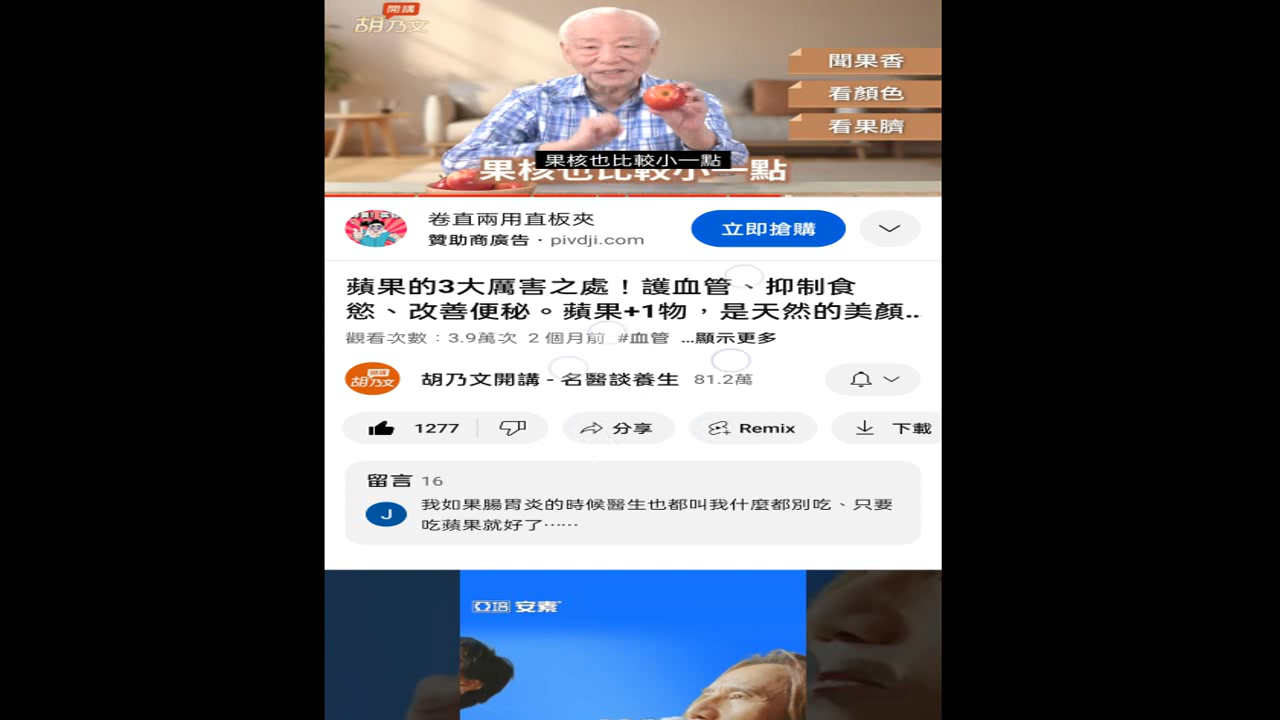 開講
胡乃文
聞果香
看顏色
看果臍
果核也比較小一點
果核也比較小一點
卷直兩用直板夾
贊助商廣告・pivdji.com
立即搶購
蘋果的3大厲害之處！護血管、抑制食
慾、改善便秘。蘋果+1物，是天然的美顏..
觀看次數：3.9萬次 2 個月前 #血管 ...顯示更多
開講
胡乃文
胡乃文開講 - 名醫談養生 81.2萬
1277
分享
Remix
下載
留言 16
J
我如果腸胃炎的時候醫生也都叫我什麼都別吃、只要
吃蘋果就好了⋯⋯
亞培 安素